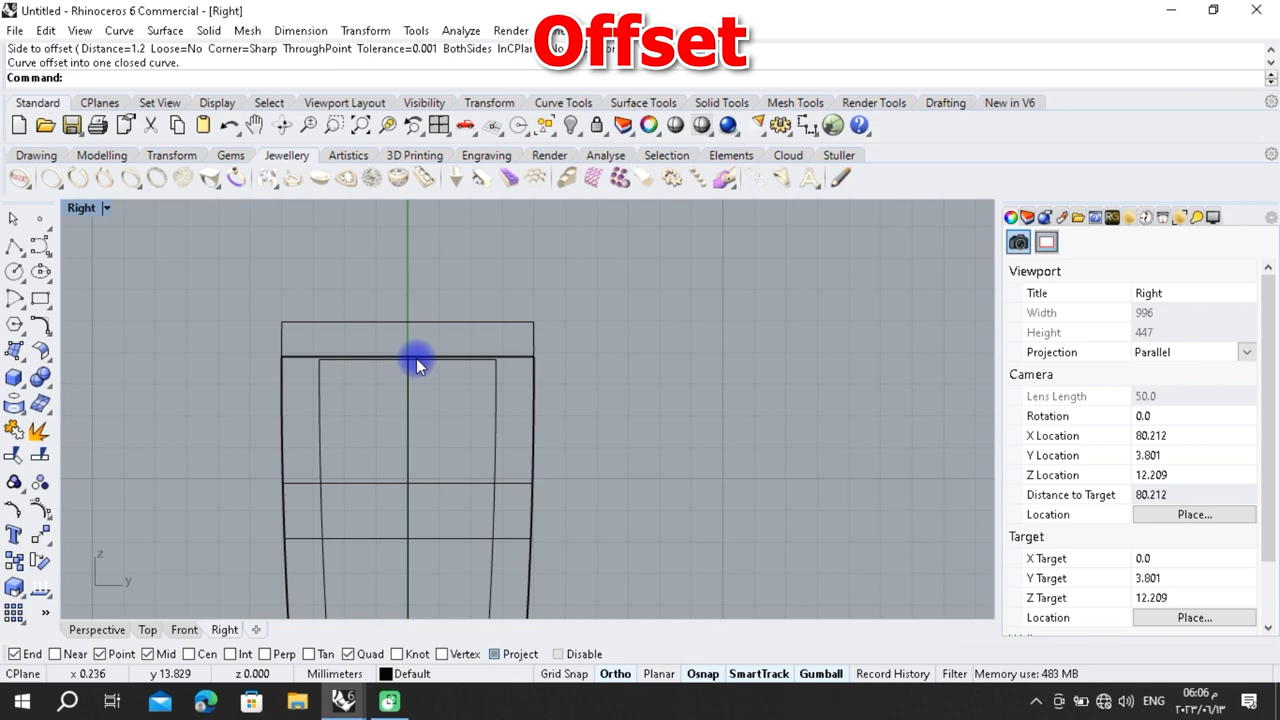 Untitled - Rhinoceros 6 Commercial - [Right]
Offset
File Edit View Curve Surface Solid Mesh Dimension Transform Tools Analyze Render Panels
Side to offset ( Distance=1.2 Loose=No Corner=Sharp ThroughPoint Tolerance=0.001 BothSides
Curve offset into one closed curve.
Command:
Standard CPlanes Set View Display Select Viewport Layout Visibility Transform Curve Tools Surface Tools Solid Tools Mesh Tools Render Tools Drafting New in V6
Drawing Modelling Transform Gems Jewellery Artistics 3D Printing Engraving Render Analyse Selection Elements Cloud Stuller
Right
Viewport
Title Right
Width 996
Height 447
Projection Parallel
Camera
Lens Length 50.0
Rotation 0.0
X Location 80.212
Y Location 3.801
Z Location 12.209
Distance to Target 80.212
Location Place...
Target
X Target 0.0
Y Target 3.801
Z Target 12.209
Location Place...
z
y
Perspective Top Front Right
End Near Point Mid Cen Int Perp Tan Quad Knot Vertex Project Disable
CPlane x 0.236 y 13.829 z 0.000 Millimeters Default Grid Snap Ortho Planar Osnap SmartTrack Gumball Record History Filter Memory use: 483 MB
ENG
06:06 م
٢٠٢٣/٠٦/١٣